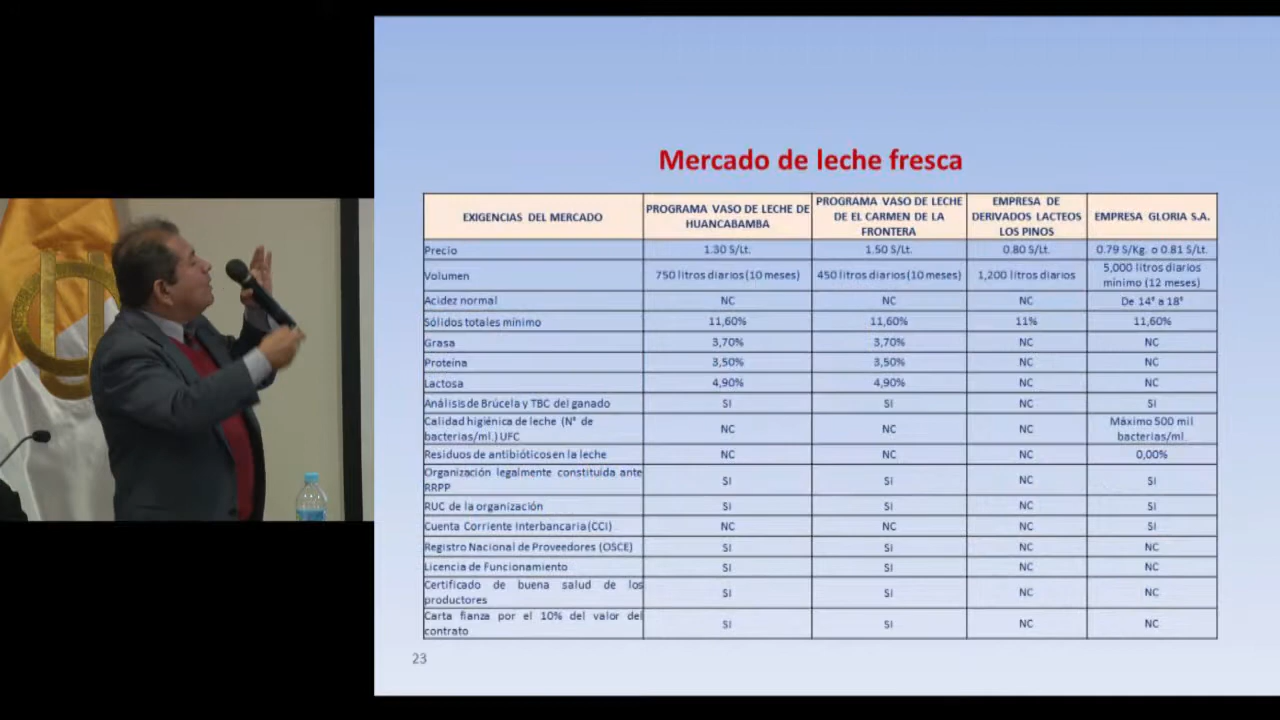 Mercado de leche fresca
EXIGENCIAS DEL MERCADO
PROGRAMA VASO DE LECHE DE
HUANCABAMBA
PROGRAMA VASO DE LECHE
DE EL CARMEN DE LA
FRONTERA
EMPRESA DE
DERIVADOS LACTEOS
LOS PINOS
EMPRESA GLORIA S.A.
Precio 1.30 S/Lt. 1.50 S/Lt. 0.80 S/Lt. 0.79 S/Kg. o 0.81 S/Lt.
Volumen 750 litros diarios (10 meses) 450 litros diarios (10 meses) 1,200 litros diarios 5,000 litros diarios
mínimo (12 meses)
Acidez normal NC NC NC De 14° a 18°
Sólidos totales mínimo 11,60% 11,60% 11% 11,60%
Grasa 3,70% 3,70% NC NC
Proteína 3,50% 3,50% NC NC
Lactosa 4,90% 4,90% NC NC
Análisis de Brúcela y TBC del ganado SI SI NC SI
Calidad higiénica de leche (N° de
bacterias/ml.) UFC NC NC NC Máximo 500 mil
bacterias/ml.
Residuos de antibióticos en la leche NC NC NC 0,00%
Organización legalmente constituida ante
RRPP SI SI NC SI
RUC de la organización SI SI NC SI
Cuenta Corriente Interbancaria (CCI) NC NC NC SI
Registro Nacional de Proveedores (OSCE) SI SI NC NC
Licencia de Funcionamiento SI SI NC NC
Certificado de buena salud de los
productores SI SI NC NC
Carta fianza por el 10% del valor del
contrato SI SI NC NC
23